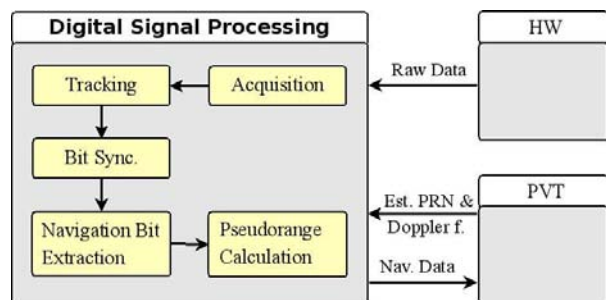 Digital Signal Processing
HW
Tracking
Acquisition
Raw Data
Bit Sync.
Est. PRN &
Doppler f.
PVT
Navigation Bit
Extraction
Pseudorange
Calculation
Nav. Data